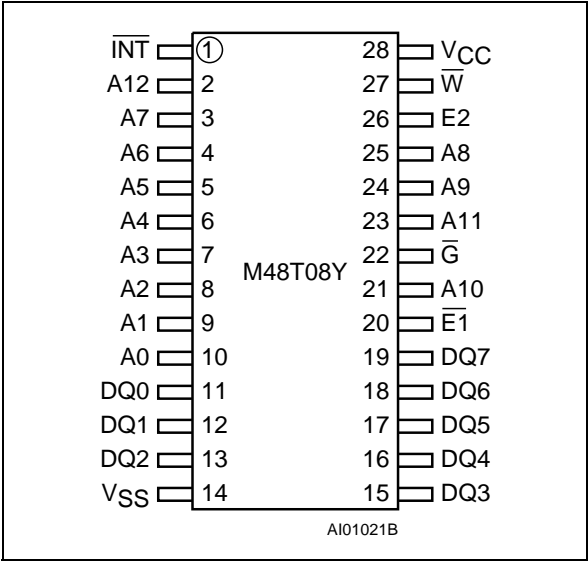 INT 1 28 VCC
A12 2 27 W
A7 3 26 E2
A6 4 25 A8
A5 5 24 A9
A4 6 23 A11
A3 7 22 G
M48T08Y
A2 8 21 A10
A1 9 20 E1
A0 10 19 DQ7
DQ0 11 18 DQ6
DQ1 12 17 DQ5
DQ2 13 16 DQ4
VSS 14 15 DQ3
AI01021B